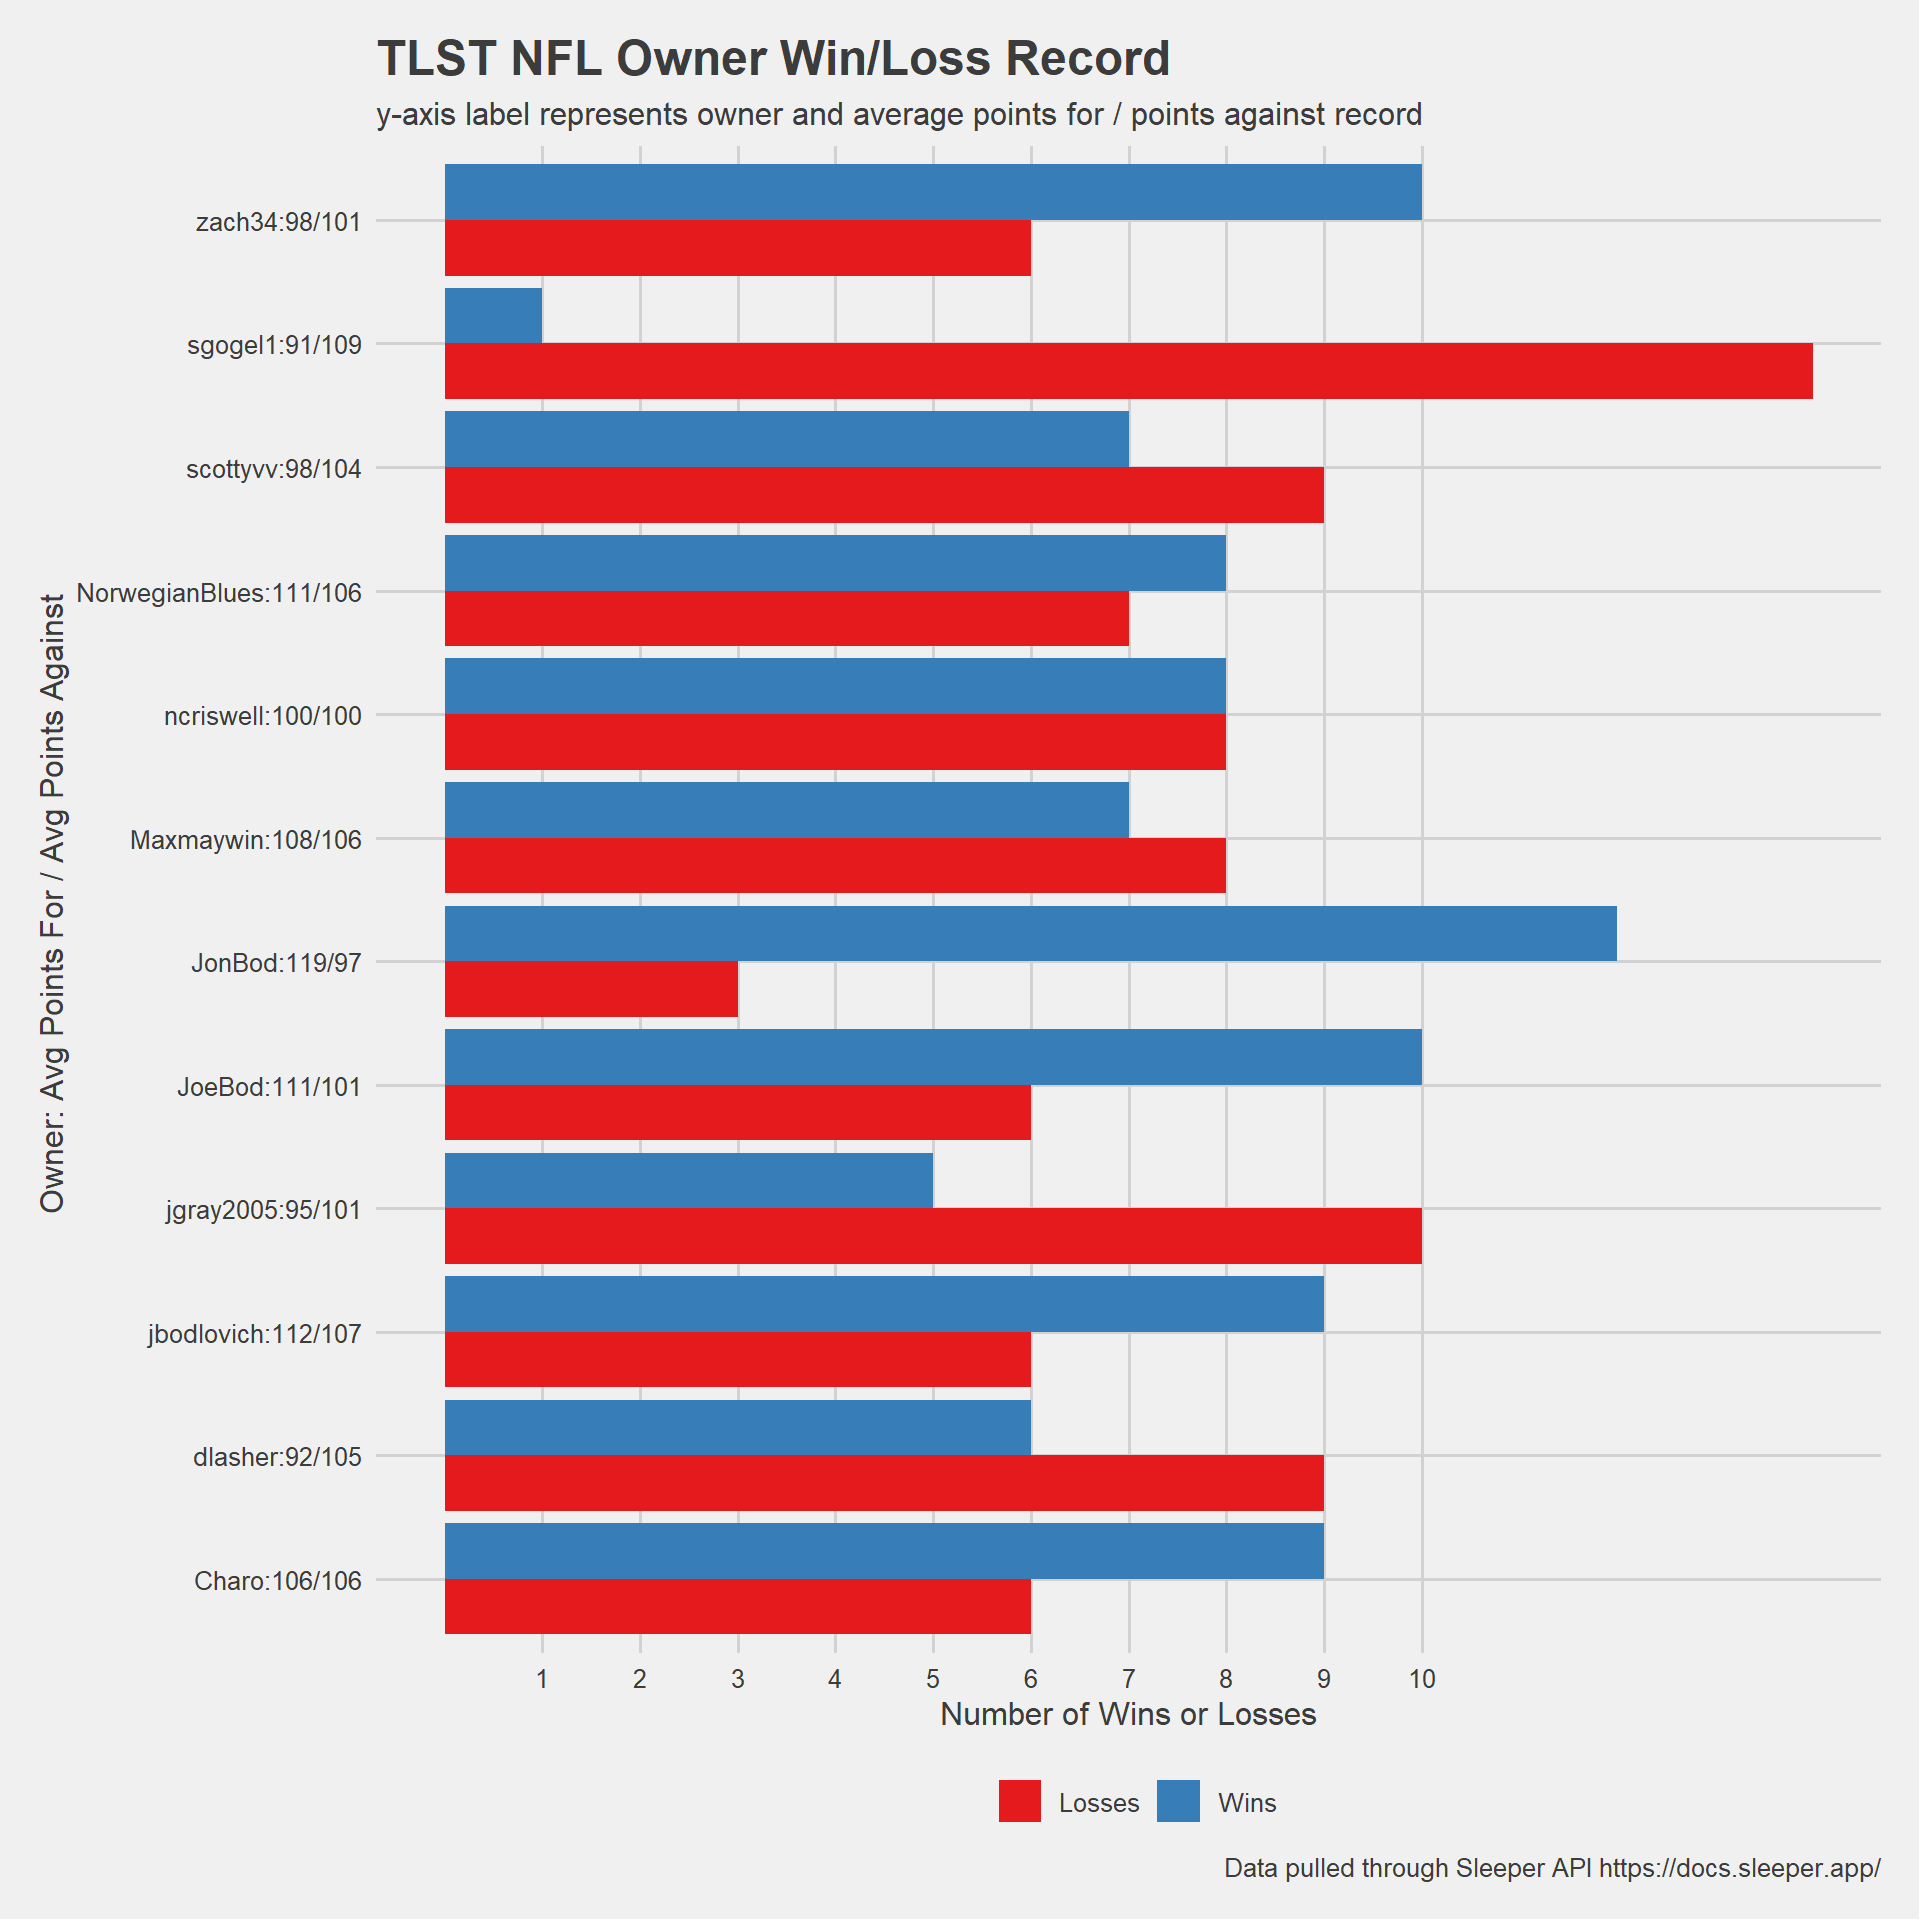 TLST NFL Owner Win/Loss Record
y-axis label represents owner and average points for / points against record
Owner: Avg Points For / Avg Points Against
zach34:98/101
sgogel1:91/109
scottyvv:98/104
NorwegianBlues:111/106
ncriswell:100/100
Maxmaywin:108/106
JonBod:119/97
JoeBod:111/101
jgray2005:95/101
jbodlovich:112/107
dlasher:92/105
Charo:106/106
1 2 3 4 5 6 7 8 9 10
Number of Wins or Losses
Losses Wins
Data pulled through Sleeper API https://docs.sleeper.app/